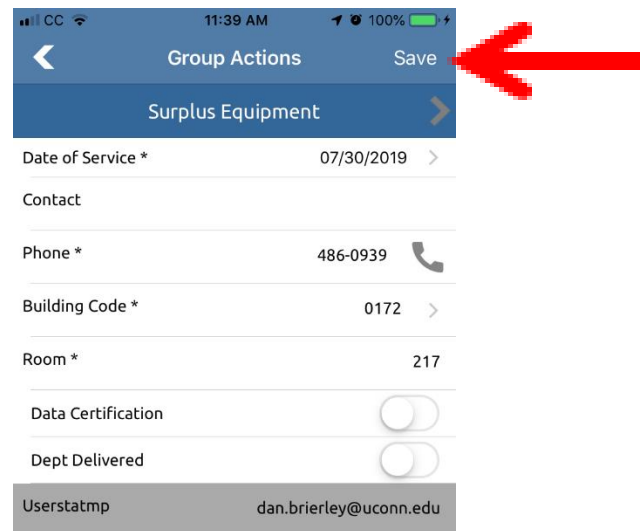 CC 11:39 AM 100%
Group Actions Save
Surplus Equipment
Date of Service * 07/30/2019
Contact
Phone * 486-0939
Building Code * 0172
Room * 217
Data Certification
Dept Delivered
Userstatmp dan.brierley@uconn.edu